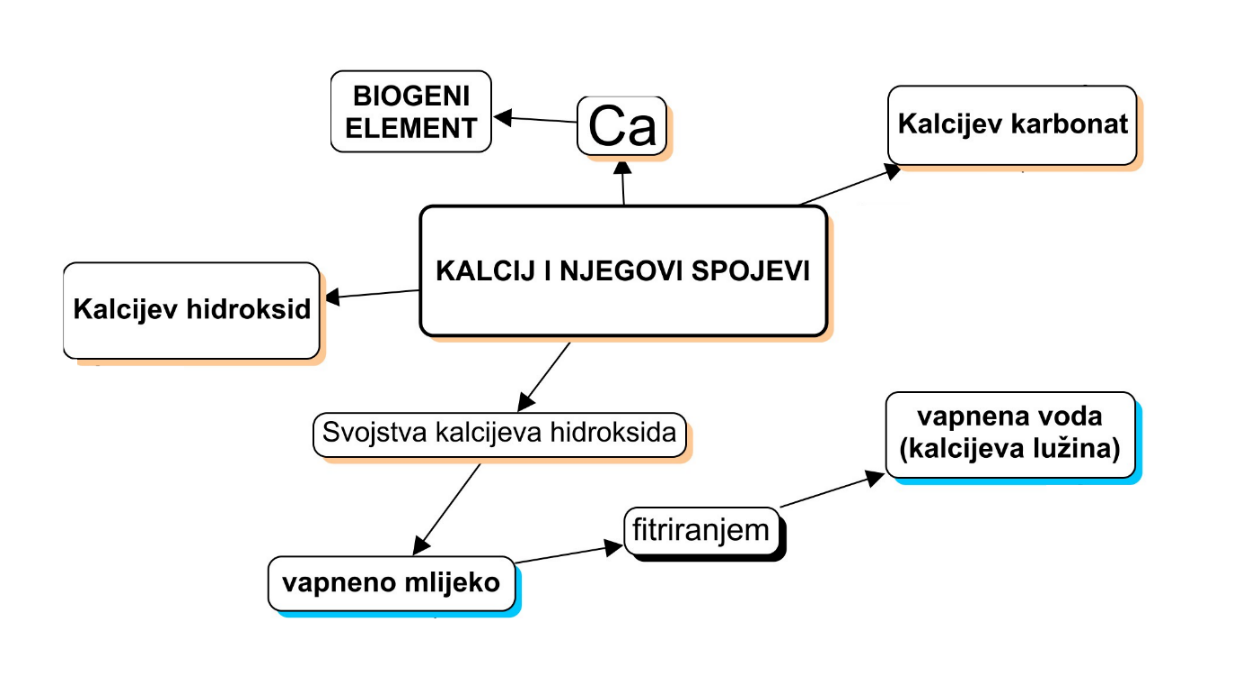 BIOGENI
ELEMENT
Ca
Kalcijev karbonat
KALCIJ I NJEGOVI SPOJEVI
Kalcijev hidroksid
Svojstva kalcijeva hidroksida
vapnena voda
(kalcijeva lužina)
fitriranjem
vapneno mlijeko